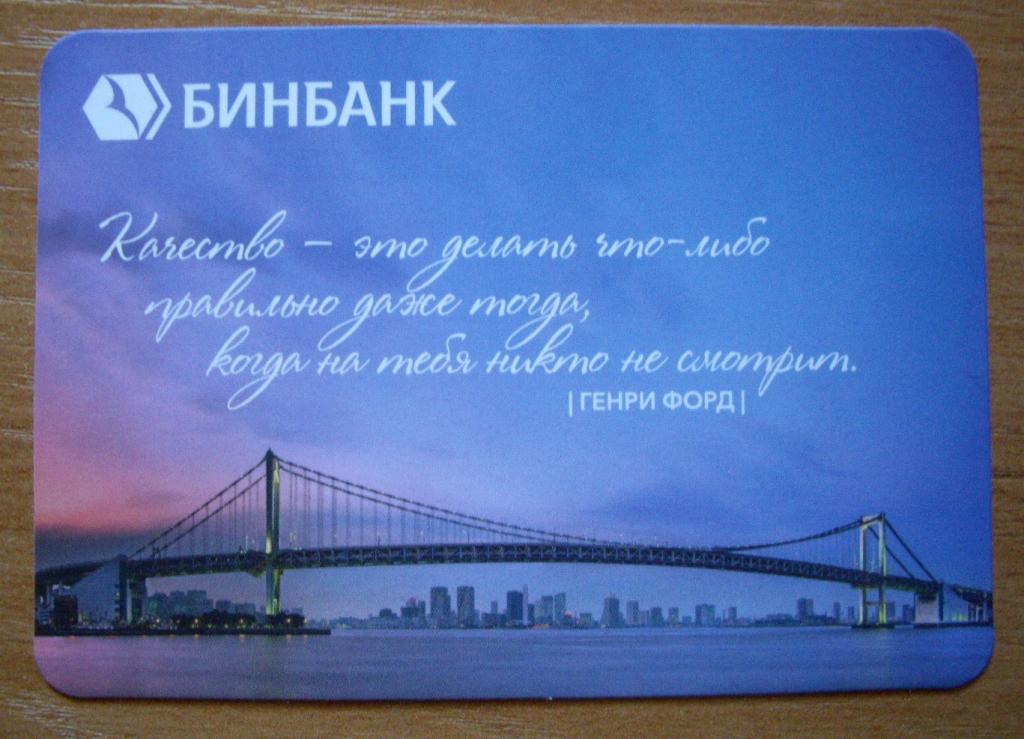 БИНБАНК
Качество – это делать что-либо
правильно даже тогда,
когда на тебя никто не смотрит.
|ГЕНРИ ФОРД|